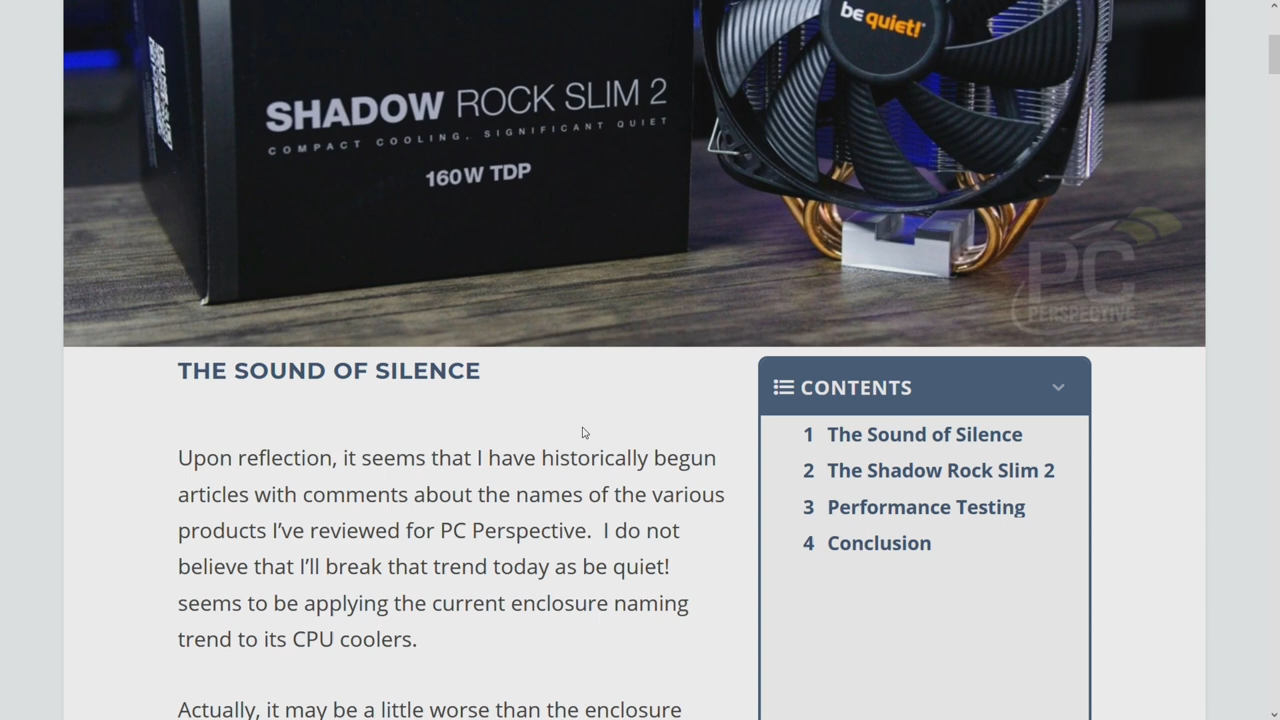 be quiet!
SHADOW ROCK SLIM 2
COMPACT COOLING. SIGNIFICANT QUIET
160W TDP
PC
PERSPECTIVE
THE SOUND OF SILENCE
Upon reflection, it seems that I have historically begun
articles with comments about the names of the various
products I’ve reviewed for PC Perspective.  I do not
believe that I’ll break that trend today as be quiet!
seems to be applying the current enclosure naming
trend to its CPU coolers.
Actually, it may be a little worse than the enclosure
CONTENTS
1 The Sound of Silence
2 The Shadow Rock Slim 2
3 Performance Testing
4 Conclusion